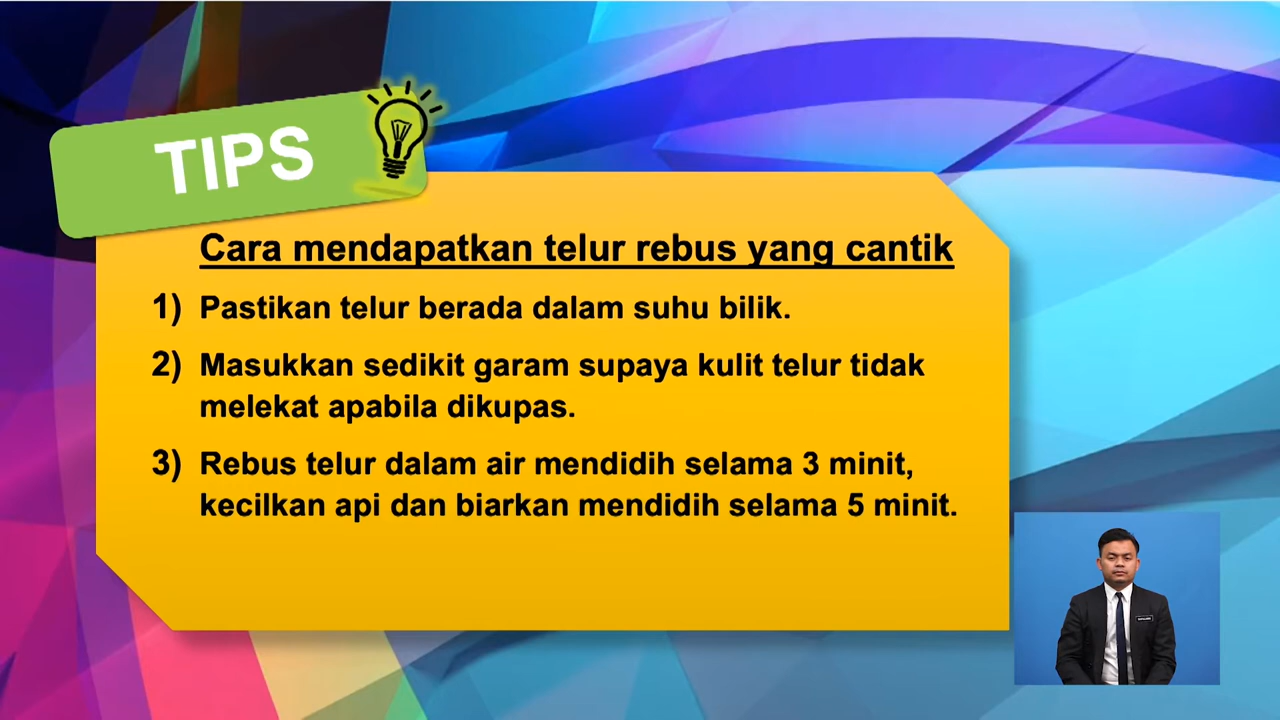 TIPS
Cara mendapatkan telur rebus yang cantik
1) Pastikan telur berada dalam suhu bilik.
2) Masukkan sedikit garam supaya kulit telur tidak
melekat apabila dikupas.
3) Rebus telur dalam air mendidih selama 3 minit,
kecilkan api dan biarkan mendidih selama 5 minit.